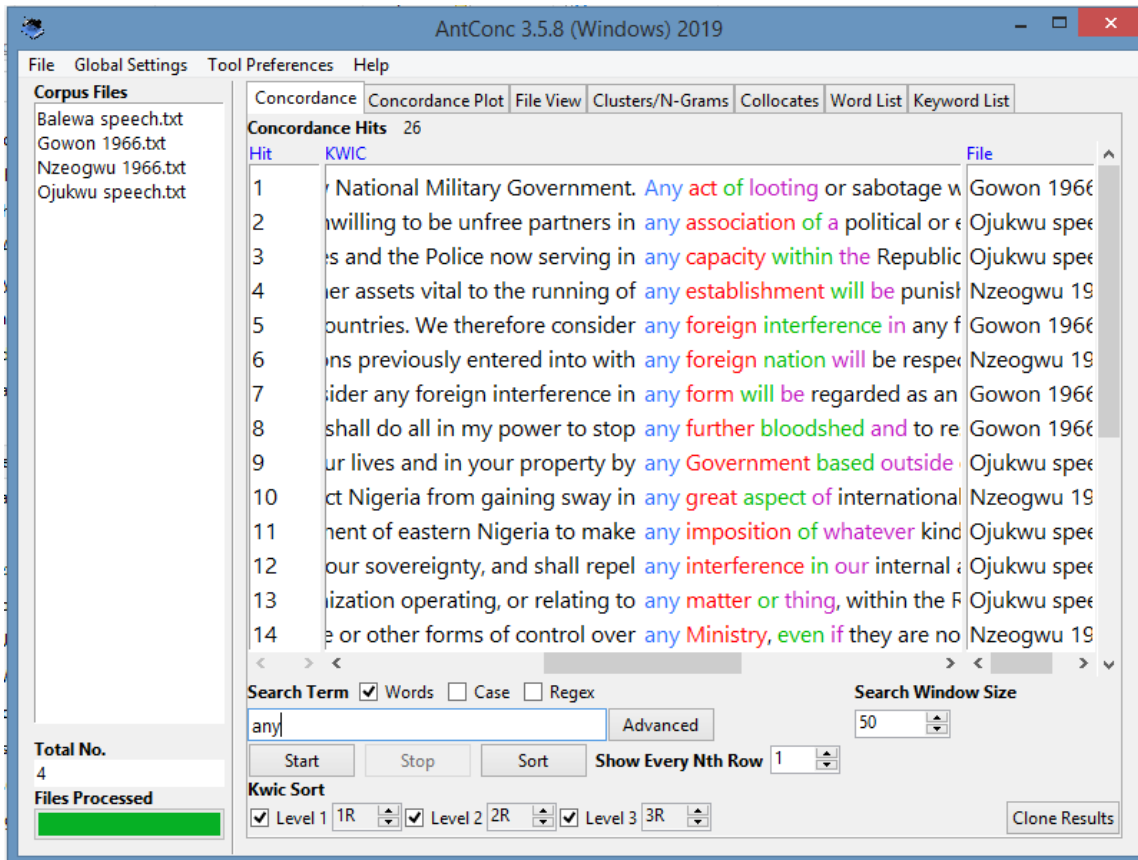 AntConc 3.5.8 (Windows) 2019
File Global Settings Tool Preferences Help
Corpus Files
Balewa speech.txt
Gowon 1966.txt
Nzeogwu 1966.txt
Ojukwu speech.txt
Total No.
4
Files Processed
Concordance Concordance Plot File View Clusters/N-Grams Collocates Word List Keyword List
Concordance Hits 26
Hit KWIC File
1 National Military Government. Any act of looting or sabotage w Gowon 1966
2 nwilling to be unfree partners in any association of a political or e Ojukwu spee
3 es and the Police now serving in any capacity within the Republic Ojukwu spee
4 er assets vital to the running of any establishment will be punish Nzeogwu 19
5 ountries. We therefore consider any foreign interference in any f Gowon 1966
6 ns previously entered into with any foreign nation will be respec Nzeogwu 19
7 sider any foreign interference in any form will be regarded as an Gowon 1966
8 shall do all in my power to stop any further bloodshed and to re Gowon 1966
9 ur lives and in your property by any Government based outside Ojukwu spee
10 ct Nigeria from gaining sway in any great aspect of international Nzeogwu 19
11 ment of eastern Nigeria to make any imposition of whatever kind Ojukwu spee
12 our sovereignty, and shall repel any interference in our internal a Ojukwu spee
13 ization operating, or relating to any matter or thing, within the R Ojukwu spee
14 e or other forms of control over any Ministry, even if they are no Nzeogwu 19
Search Term Words Case Regex Search Window Size
any Advanced 50
Start Stop Sort Show Every Nth Row 1
Kwic Sort
Level 1 1R Level 2 2R Level 3 3R Clone Results